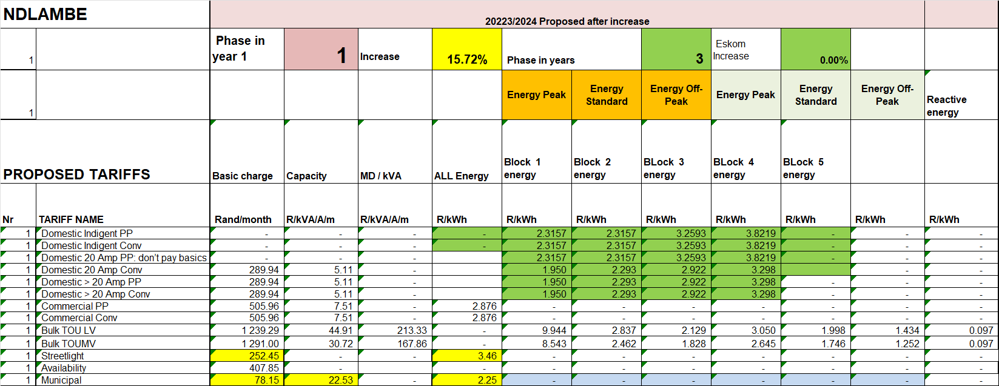 NDLAMBE
20223/2024 Proposed after increase
1 Phase in year 1 1 Increase 15.72% Phase in years 3 Eskom Increase 0.00%
1 Energy Peak Energy Standard Energy Off-Peak Energy Peak Energy Standard Energy Off-Peak Reactive energy
PROPOSED TARIFFS Basic charge Capacity MD / kVA ALL Energy Block 1 energy Block 2 energy BLock 3 energy BLock 4 energy BLock 5 energy
Nr TARIFF NAME Rand/month R/kVA/A/m R/kVA/A/m R/kWh R/kWh R/kWh R/kWh R/kWh R/kWh R/kWh R/kWh
1 Domestic Indigent PP - - - - 2.3157 2.3157 3.2593 3.8219 - - -
1 Domestic Indigent Conv - - - - 2.3157 2.3157 3.2593 3.8219 - - -
1 Domestic 20 Amp PP: don't pay basics - - - 2.3157 2.3157 3.2593 3.8219 - - -
1 Domestic 20 Amp Conv 289.94 5.11 - 1.950 2.293 2.922 3.298 - -
1 Domestic > 20 Amp PP 289.94 5.11 - 1.950 2.293 2.922 3.298 - - -
1 Domestic > 20 Amp Conv 289.94 5.11 - 1.950 2.293 2.922 3.298 - - -
1 Commercial PP 505.96 7.51 - 2.876 - - - - - - -
1 Commercial Conv 505.96 7.51 - 2.876 - - - - - - -
1 Bulk TOU LV 1 239.29 44.91 213.33 - 9.944 2.837 2.129 3.050 1.998 1.434 0.097
1 Bulk TOUMV 1 291.00 30.72 167.86 - 8.543 2.462 1.828 2.645 1.746 1.252 0.097
1 Streetlight 252.45 - - 3.46 - - - - - - -
1 Availability 407.85 - - - - - - - - -
1 Municipal 78.15 22.53 - 2.25 - - - - - - -